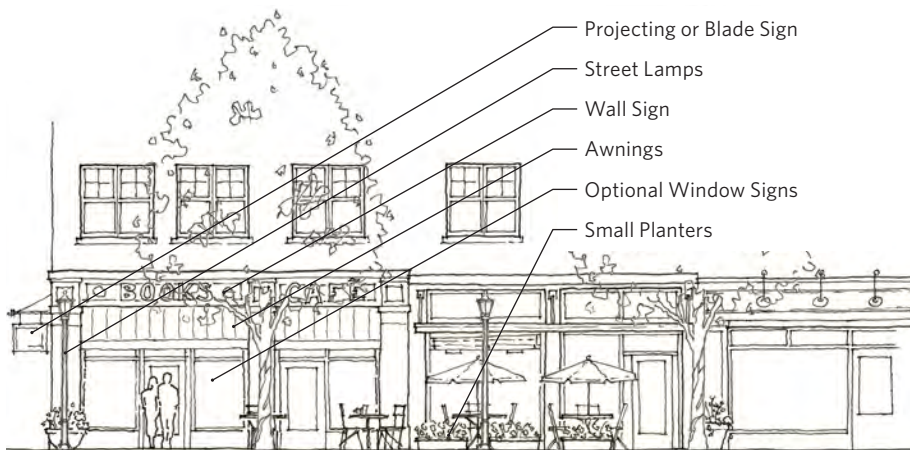 Projecting or Blade Sign
Street Lamps
Wall Sign
Awnings
Optional Window Signs
Small Planters
BOOKS
CAFE